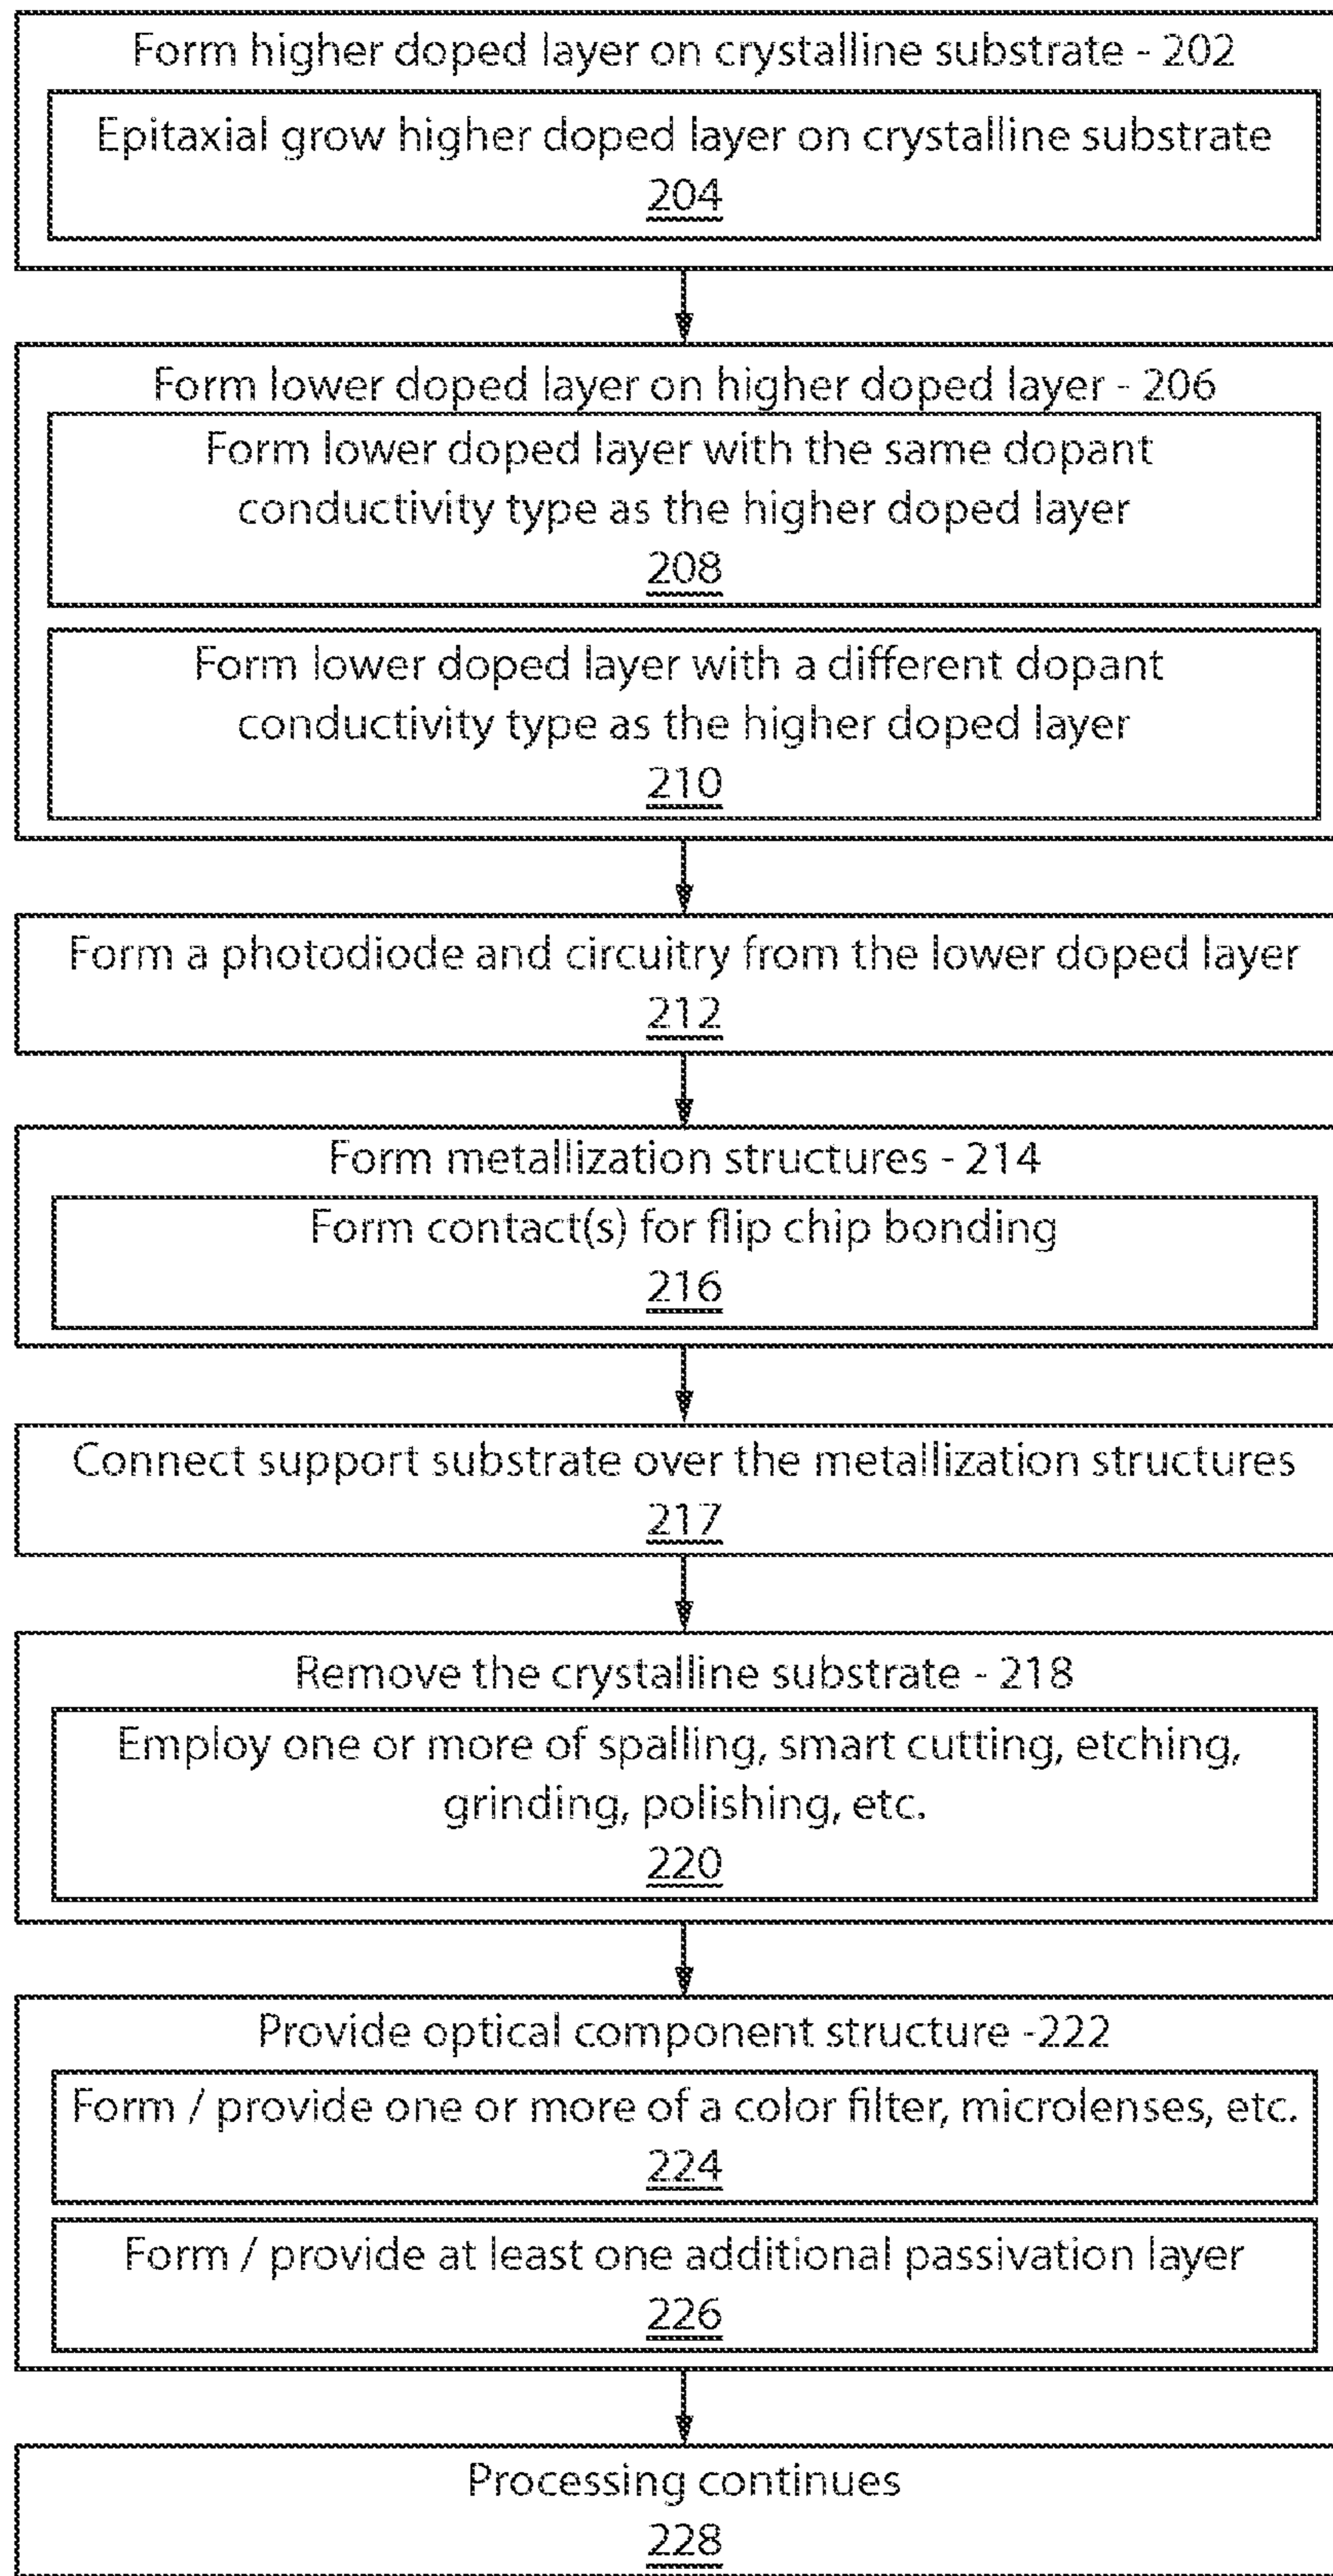 Form higher doped layer on crystalline substrate - 202
Epitaxial grow higher doped layer on crystalline substrate
204
Form lower doped layer on higher doped layer - 206
Form lower doped layer with the same dopant
conductivity type as the higher doped layer
208
Form lower doped layer with a different dopant
conductivity type as the higher doped layer
210
Form a photodiode and circuitry from the lower doped layer
212
Form metallization structures - 214
Form contact(s) for flip chip bonding
216
Connect support substrate over the metallization structures
217
Remove the crystalline substrate - 218
Employ one or more of spalling, smart cutting, etching,
grinding, polishing, etc.
220
Provide optical component structure -222
Form / provide one or more of a color filter, microlenses, etc.
224
Form / provide at least one additional passivation layer
226
Processing continues
228